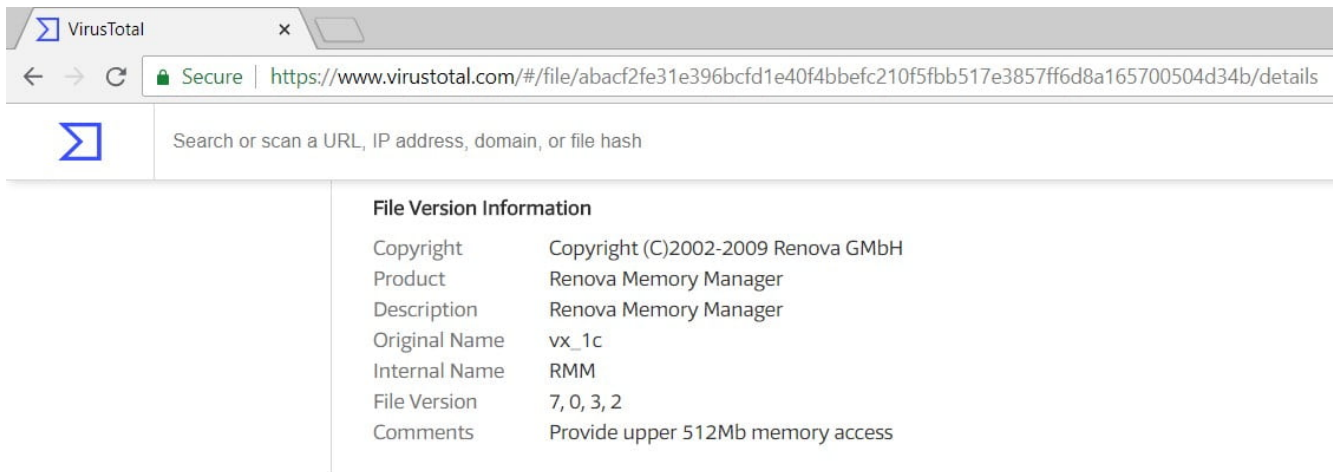 VirusTotal
Secure https://www.virustotal.com/#/file/abacf2fe31e396bcfd1e40f4bbefc210f5fbb517e3857ff6d8a165700504d34b/details
Search or scan a URL, IP address, domain, or file hash
File Version Information
Copyright Copyright (C)2002-2009 Renova GMbH
Product Renova Memory Manager
Description Renova Memory Manager
Original Name vx_1c
Internal Name RMM
File Version 7, 0, 3, 2
Comments Provide upper 512Mb memory access